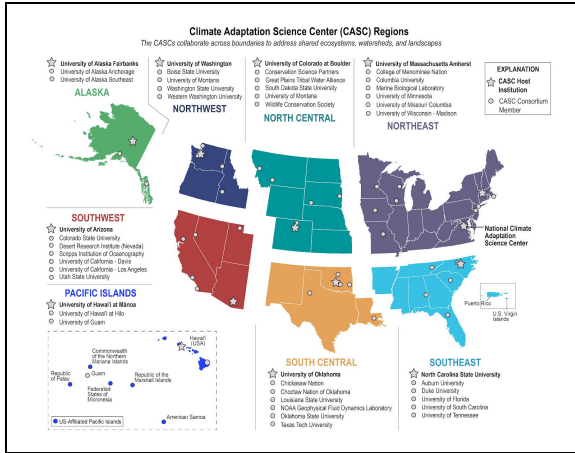 Climate Adaptation Science Center (CASC) Regions
The CASCs collaborate across boundaries to address shared ecosystems, watersheds, and landscapes
University of Alaska Fairbanks
University of Alaska Anchorage
University of Alaska Southeast
ALASKA
University of Washington
Boise State University
University of Montana
Washington State University
Western Washington University
NORTHWEST
University of Colorado at Boulder
Conservation Science Partners
Great Plains Tribal Water Alliance
South Dakota State University
University of Montana
Wildlife Conservation Society
NORTH CENTRAL
University of Massachusetts Amherst
College of Menominee Nation
Columbia University
Marine Biological Laboratory
University of Minnesota
University of Missouri Columbia
University of Wisconsin - Madison
NORTHEAST
EXPLANATION
CASC Host
Institution
CASC Consortium
Member
National Climate
Adaptation
Science Center
SOUTHWEST
University of Arizona
Colorado State University
Desert Research Institute (Nevada)
Scripps Institution of Oceanography
University of California - Davis
University of California - Los Angeles
Utah State University
PACIFIC ISLANDS
University of Hawai'i at Mānoa
University of Hawai'i at Hilo
University of Guam
Hawai'i
(USA)
Commonwealth
of the Northern
Mariana Islands
Guam
Republic
of Palau
Federated
States of
Micronesia
Republic of the
Marshall Islands
American Samoa
US-Affiliated Pacific Islands
SOUTH CENTRAL
University of Oklahoma
Chickasaw Nation
Choctaw Nation of Oklahoma
Louisiana State University
NOAA Geophysical Fluid Dynamics Laboratory
Oklahoma State University
Texas Tech University
Puerto Rico
U.S. Virgin
Islands
SOUTHEAST
North Carolina State University
Auburn University
Duke University
University of Florida
University of South Carolina
University of Tennessee